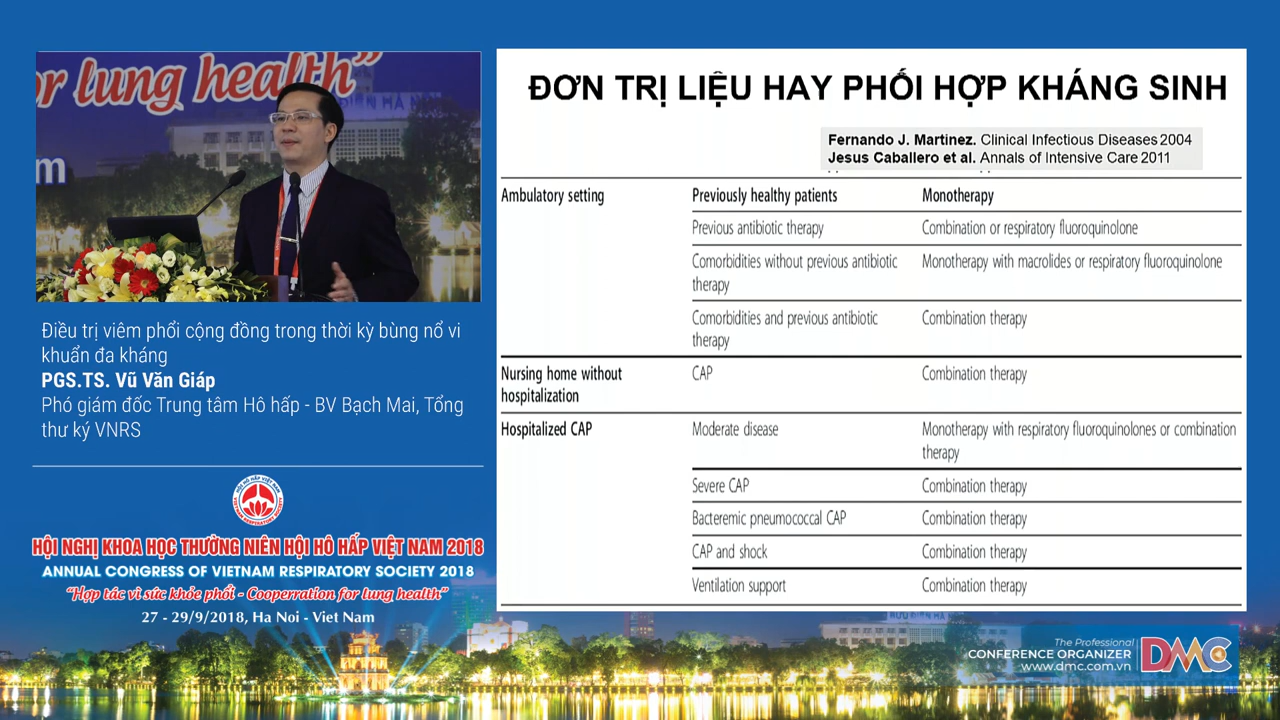 or lung health”
m
Điều trị viêm phổi cộng đồng trong thời kỳ bùng nổ vi
khuẩn đa kháng
PGS.TS. Vũ Văn Giáp
Phó giám đốc Trung tâm Hô hấp - BV Bạch Mai, Tổng
thư ký VNRS
HỘI NGHỊ KHOA HỌC THƯỜNG NIÊN HỘI HÔ HẤP VIỆT NAM 2018
ANNUAL CONGRESS OF VIETNAM RESPIRATORY SOCIETY 2018
“Hợp tác vì sức khỏe phổi - Cooperration for lung health”
27 - 29/9/2018, Ha Noi - Viet Nam
ĐƠN TRỊ LIỆU HAY PHỐI HỢP KHÁNG SINH
Fernando J. Martinez. Clinical Infectious Diseases 2004
Jesus Caballero et al. Annals of Intensive Care 2011
Ambulatory setting Previously healthy patients Monotherapy
Previous antibiotic therapy Combination or respiratory fluoroquinolone
Comorbidities without previous antibiotic Monotherapy with macrolides or respiratory fluoroquinolone
therapy
Comorbidities and previous antibiotic Combination therapy
therapy
Nursing home without CAP Combination therapy
hospitalization
Hospitalized CAP Moderate disease Monotherapy with respiratory fluoroquinolones or combination
therapy
Severe CAP Combination therapy
Bacteremic pneumococcal CAP Combination therapy
CAP and shock Combination therapy
Ventilation support Combination therapy
The Professional
CONFERENCE ORGANIZER
www.dmc.com.vn
DMC